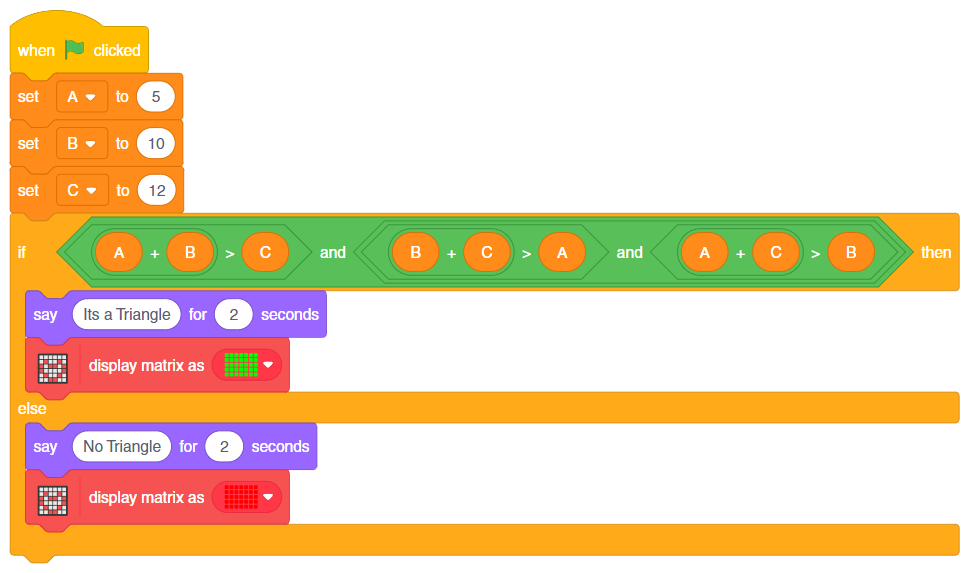 when clicked
set A to 5
set B to 10
set C to 12
if A + B > C and B + C > A and A + C > B then
say Its a Triangle for 2 seconds
display matrix as
else
say No Triangle for 2 seconds
display matrix as